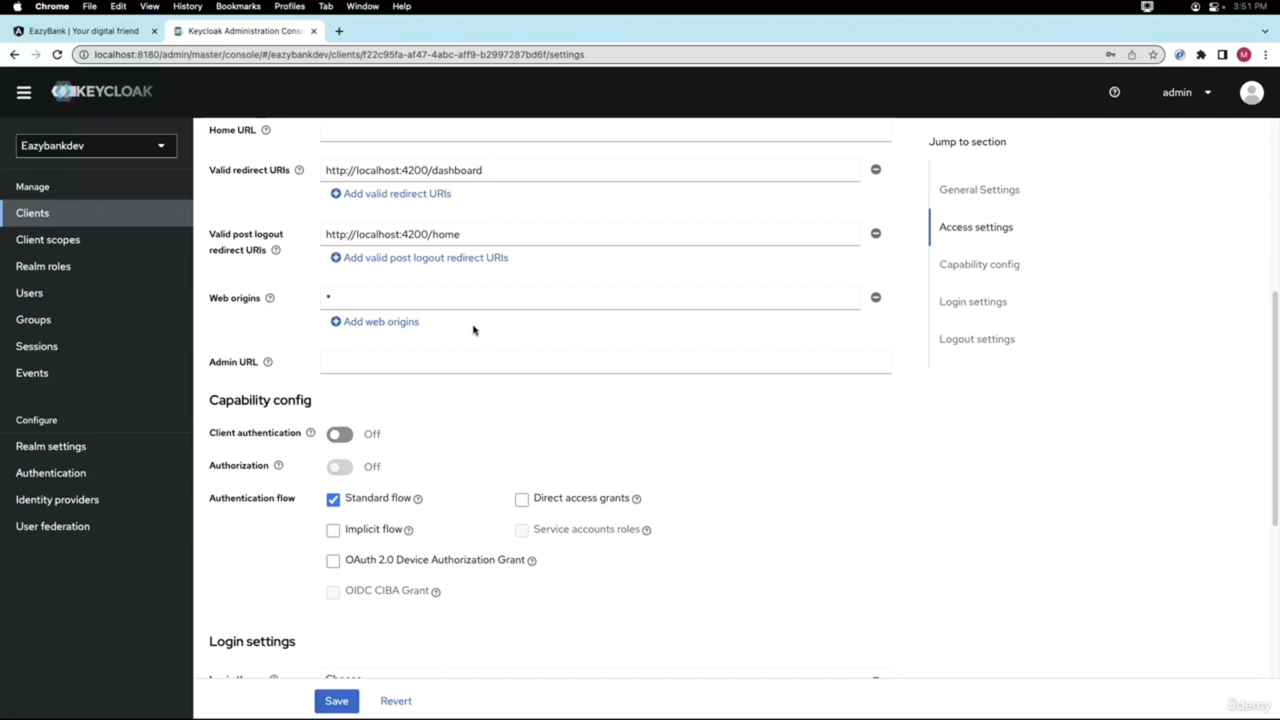 Chrome File Edit View History Bookmarks Profiles Tab Window Help 3:51 PM
EazyBank | Your digital friend
Keycloak Administration Conso
localhost:8180/admin/master/console/#/eazybankdev/clients/f22c95fa-af47-4abc-aff9-b2997287bd6f/settings
M
KEYCLOAK
admin
Eazybankdev
Manage
Clients
Client scopes
Realm roles
Users
Groups
Sessions
Events
Configure
Realm settings
Authentication
Identity providers
User federation
Home URL
Valid redirect URIs
http://localhost:4200/dashboard
Add valid redirect URIs
Valid post logout
redirect URIs
http://localhost:4200/home
Add valid post logout redirect URIs
Web origins
*
Add web origins
Admin URL
Capability config
Client authentication
Off
Authorization
Off
Authentication flow
Standard flow
Direct access grants
Implicit flow
Service accounts roles
OAuth 2.0 Device Authorization Grant
OIDC CIBA Grant
Login settings
Save
Revert
Jump to section
General Settings
Access settings
Capability config
Login settings
Logout settings
ûdemy